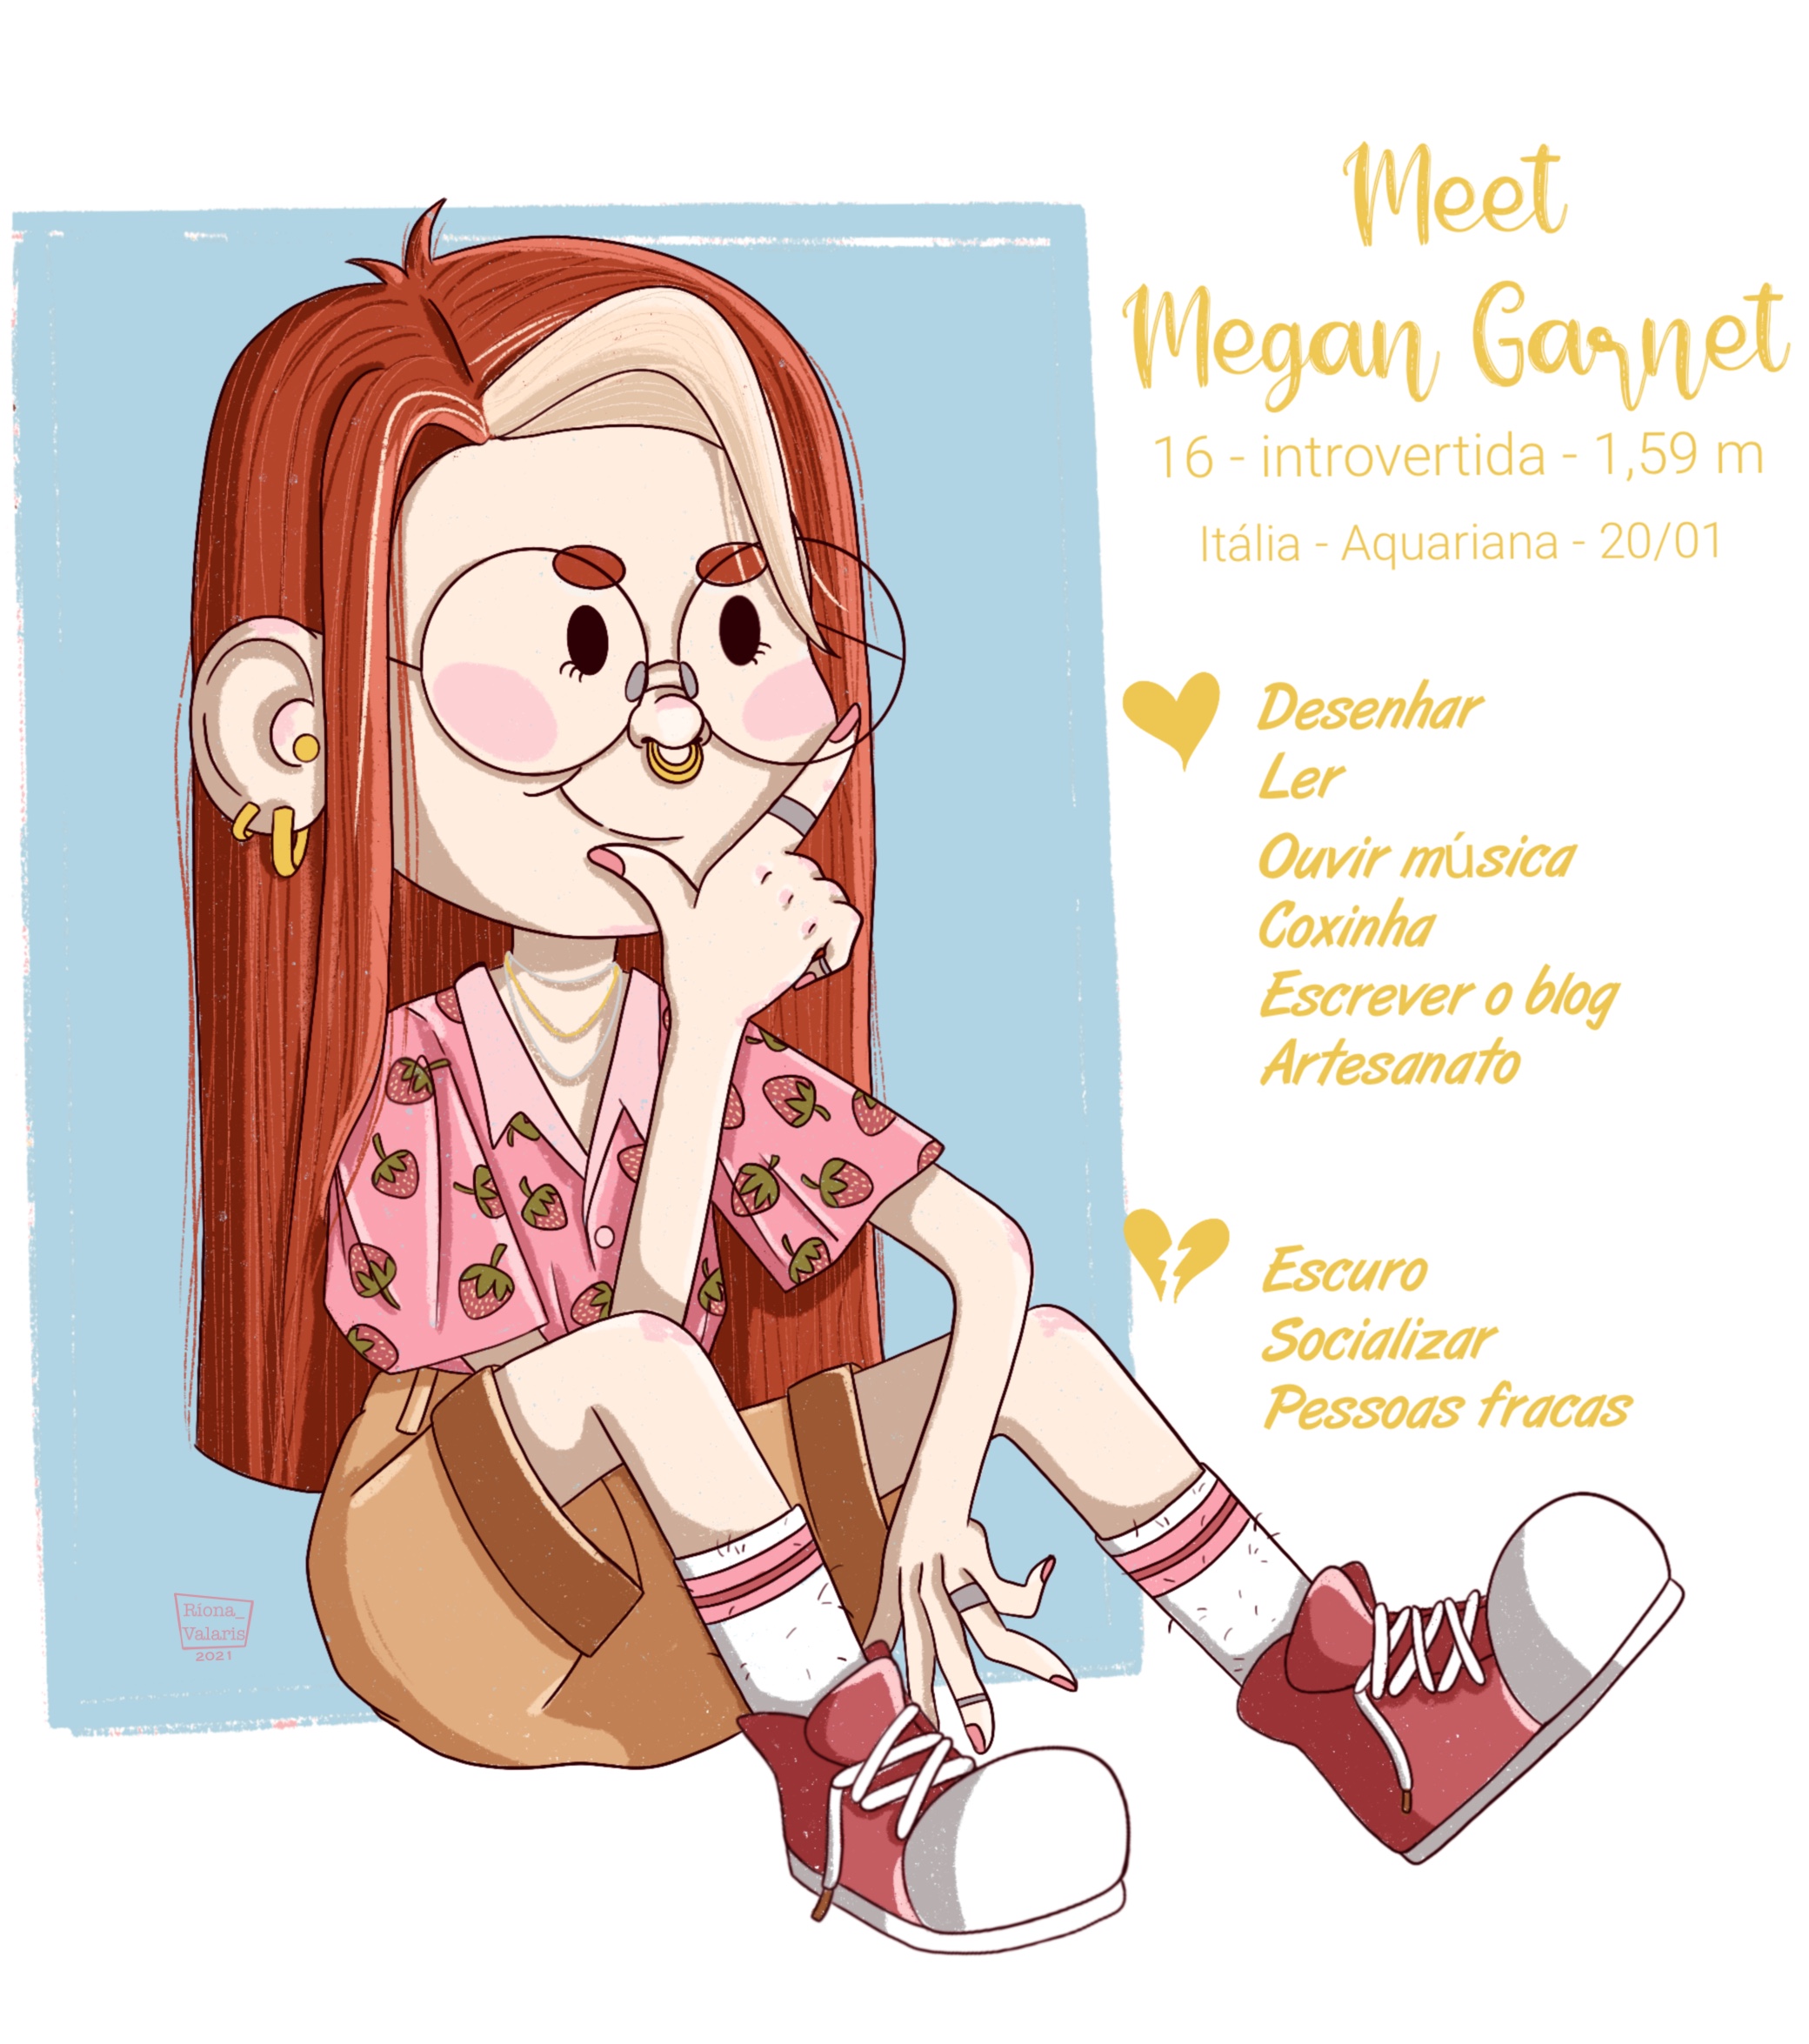 Meet
Megan Garnet
16 - introvertida - 1,59 m
Itália - Aquariana - 20/01
Desenhar
Ler
Ouvir música
Coxinha
Escrever o blog
Artesanato
Escuro
Socializar
Pessoas fracas
Ríona_
Valaris
2021